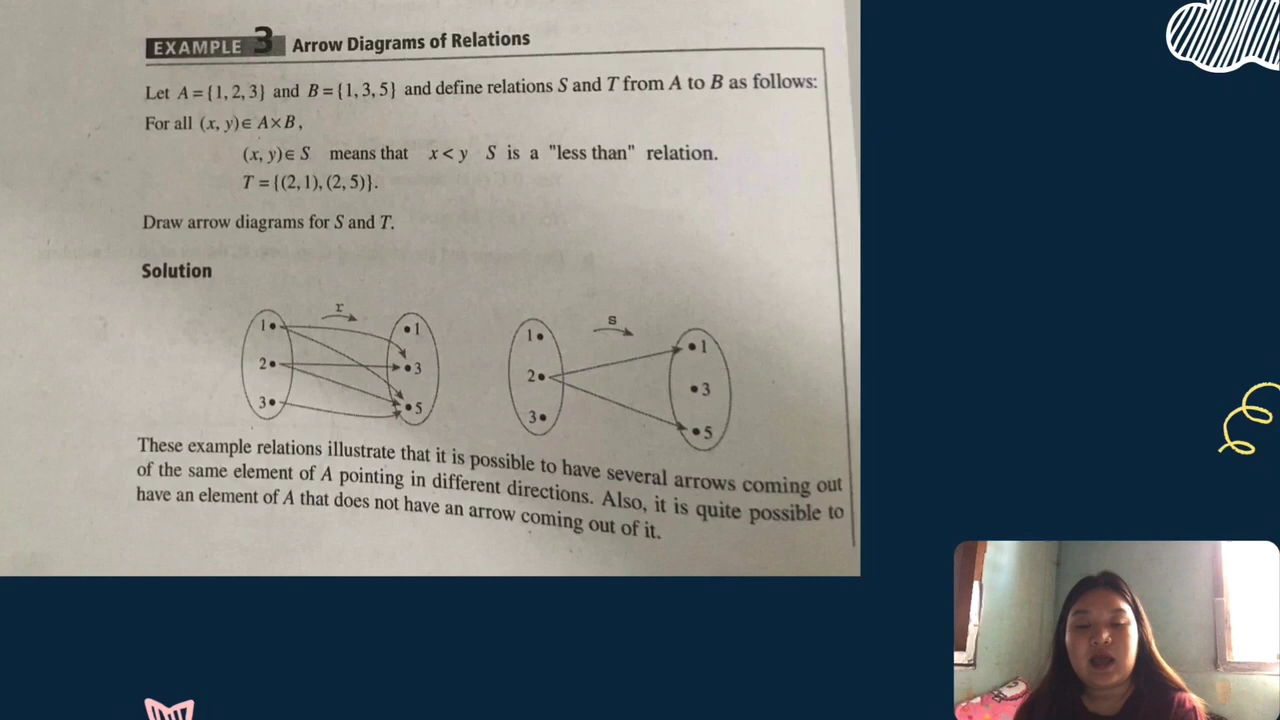 EXAMPLE 3 Arrow Diagrams of Relations
Let A = {1, 2, 3} and B = {1, 3, 5} and define relations S and T from A to B as follows:
For all (x, y) ∈ A×B,
(x, y) ∈ S means that x < y S is a "less than" relation.
T = {(2, 1), (2, 5)}.
Draw arrow diagrams for S and T.
Solution
r
1• •1
2• •3
3• •5
s
1• •1
2• •3
3• •5
These example relations illustrate that it is possible to have several arrows coming out
of the same element of A pointing in different directions. Also, it is quite possible to
have an element of A that does not have an arrow coming out of it.